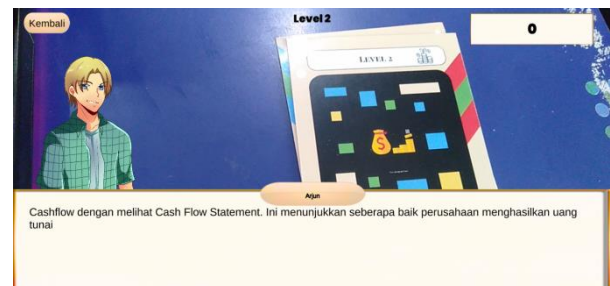 Kembali
Level 2
0
LEVEL 2
Arjun
Cashflow dengan melihat Cash Flow Statement. Ini menunjukkan seberapa baik perusahaan menghasilkan uang
tunai